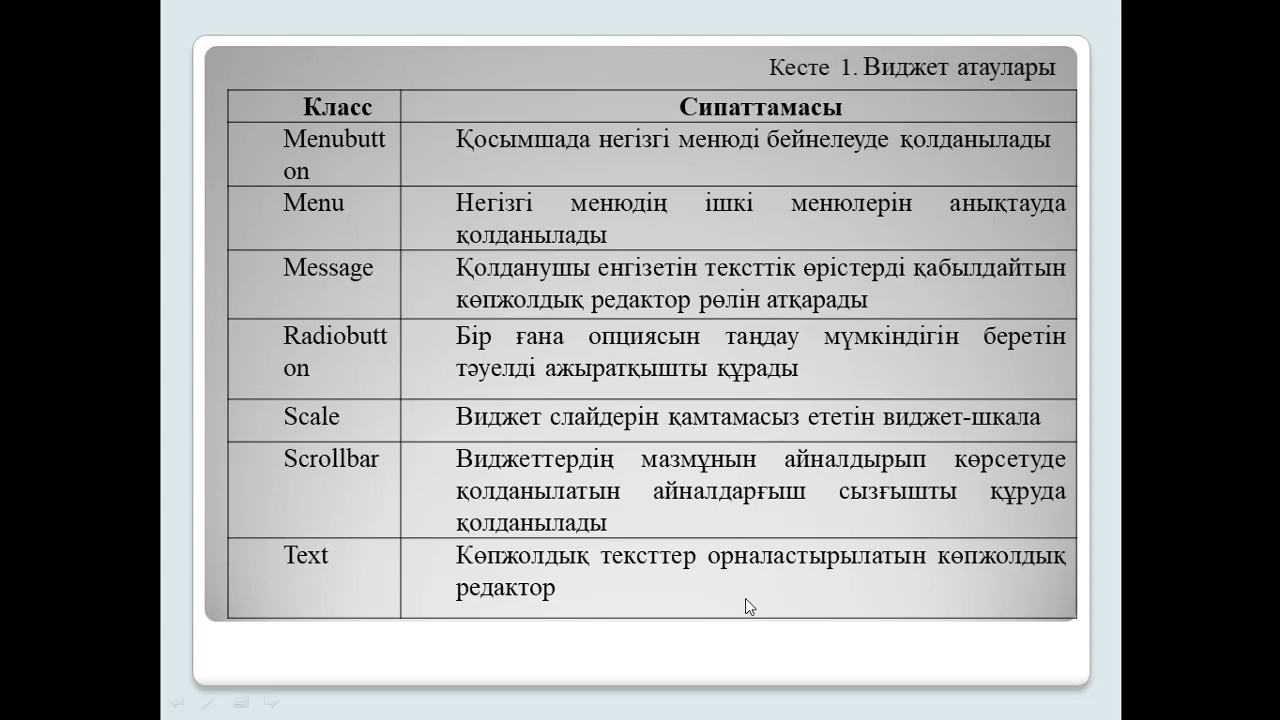 Кесте 1. Виджет атаулары
Класс Сипаттамасы
Menubutt Қосымшада негізгі менюді бейнелеуде қолданылады
on
Menu Негізгі менюдің ішкі менюлерін анықтауда
қолданылады
Message Қолданушы енгізетін тексттік өрістерді қабылдайтын
көпжолдық редактор рөлін атқарады
Radiobutt Бір ғана опциясын таңдау мүмкіндігін беретін
on тәуелді ажыратқышты құрады
Scale Виджет слайдерін қамтамасыз ететін виджет-шкала
Scrollbar Виджеттердің мазмұнын айналдырып көрсетуде
қолданылатын айналдарғыш сызғышты құруда
қолданылады
Text Көпжолдық тексттер орналастырылатын көпжолдық
редактор